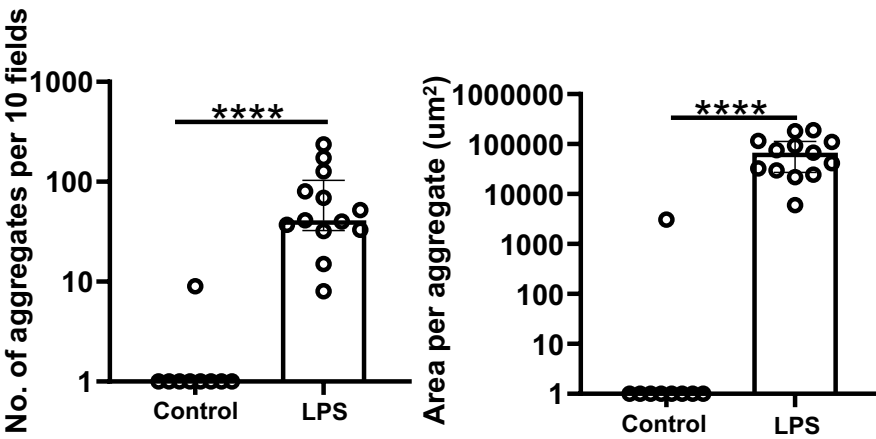 No. of aggregates per 10 fields
1000
100
10
1
****
Control
LPS
Area per aggregate (um²)
1000000
100000
10000
1000
100
10
1
****
Control
LPS